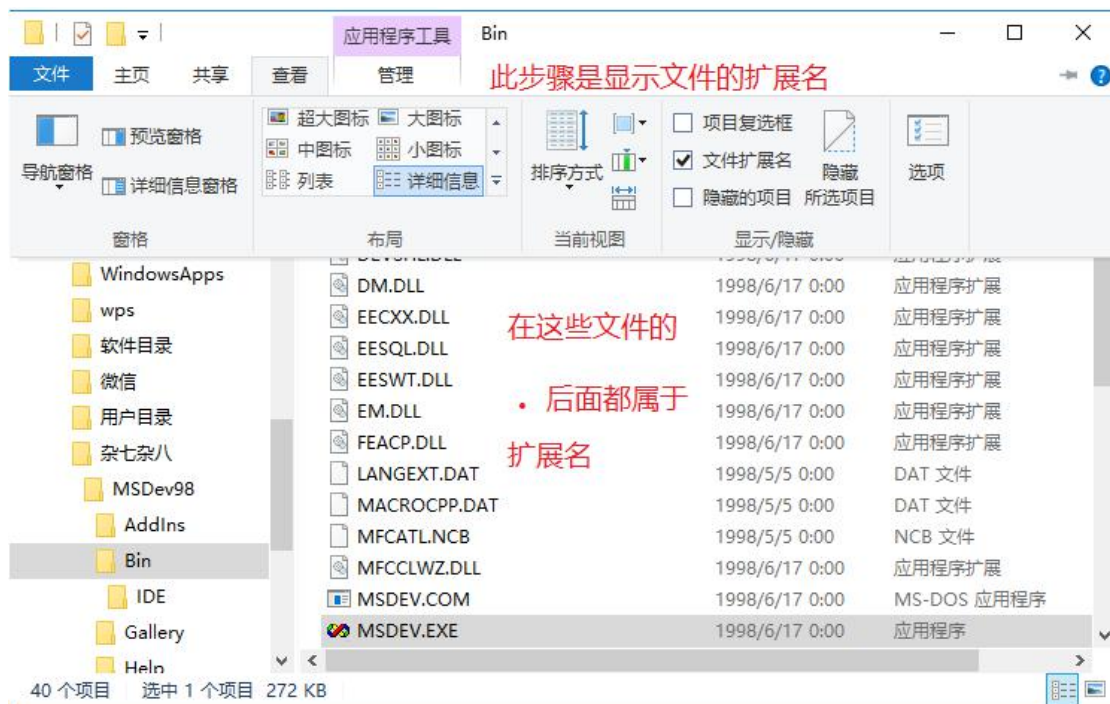 应用程序工具 Bin
文件 主页 共享 查看 管理
此步骤是显示文件的扩展名
导航窗格
预览窗格
详细信息窗格
窗格
超大图标 大图标
中图标 小图标
列表 详细信息
布局
排序方式
当前视图
项目复选框
文件扩展名
隐藏的项目
隐藏
所选项目
显示/隐藏
选项
WindowsApps
wps
软件目录
微信
用户目录
杂七杂八
MSDev98
AddIns
Bin
IDE
Gallery
Help
DM.DLL 1998/6/17 0:00 应用程序扩展
EECXX.DLL 1998/6/17 0:00 应用程序扩展
EESQL.DLL 1998/6/17 0:00 应用程序扩展
EESWT.DLL 1998/6/17 0:00 应用程序扩展
EM.DLL 1998/6/17 0:00 应用程序扩展
FEACP.DLL 1998/6/17 0:00 应用程序扩展
LANGEXT.DAT 1998/5/5 0:00 DAT 文件
MACROCPP.DAT 1998/5/5 0:00 DAT 文件
MFCATL.NCB 1998/5/5 0:00 NCB 文件
MFCCLWZ.DLL 1998/6/17 0:00 应用程序扩展
MSDEV.COM 1998/6/17 0:00 MS-DOS 应用程序
MSDEV.EXE 1998/6/17 0:00 应用程序
在这些文件的
. 后面都属于
扩展名
40 个项目 选中 1 个项目 272 KB